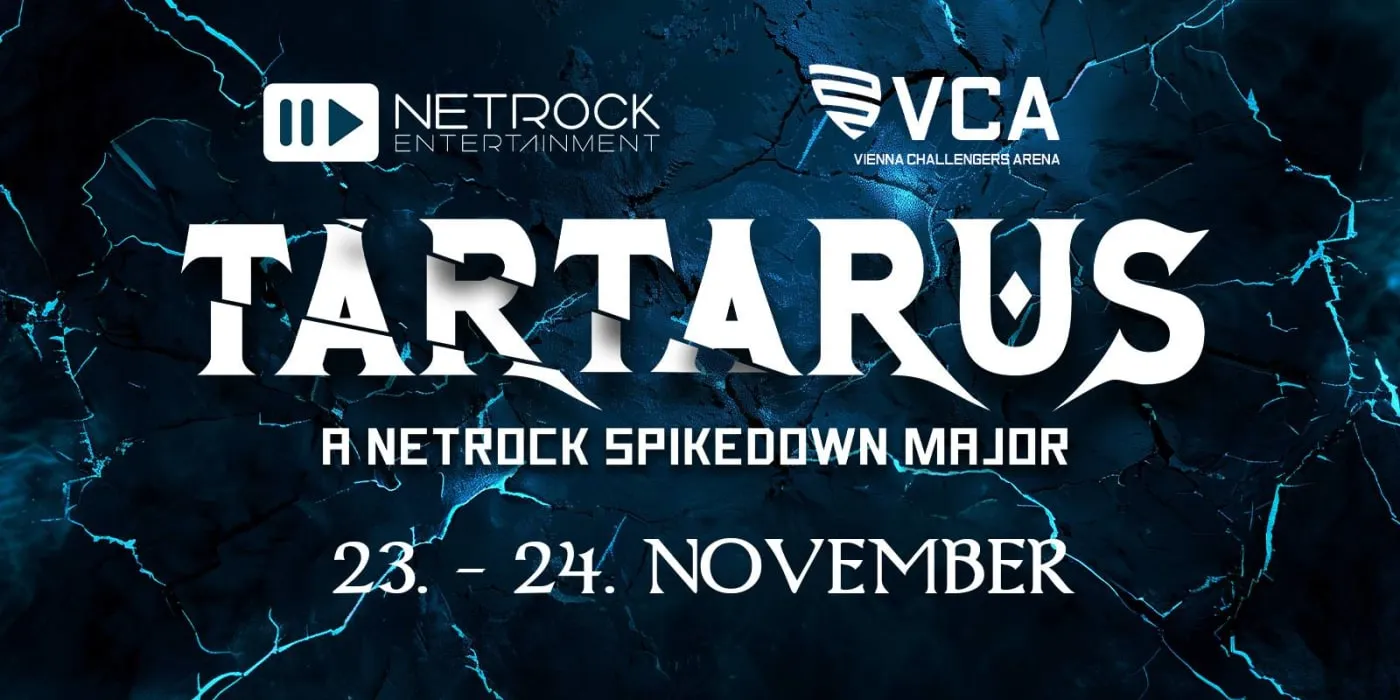 NETROCK
ENTERTAINMENT
VCA
VIENNA CHALLENGERS ARENA
TARTARUS
A NETROCK SPIKEDOWN MAJOR
23. - 24. NOVEMBER